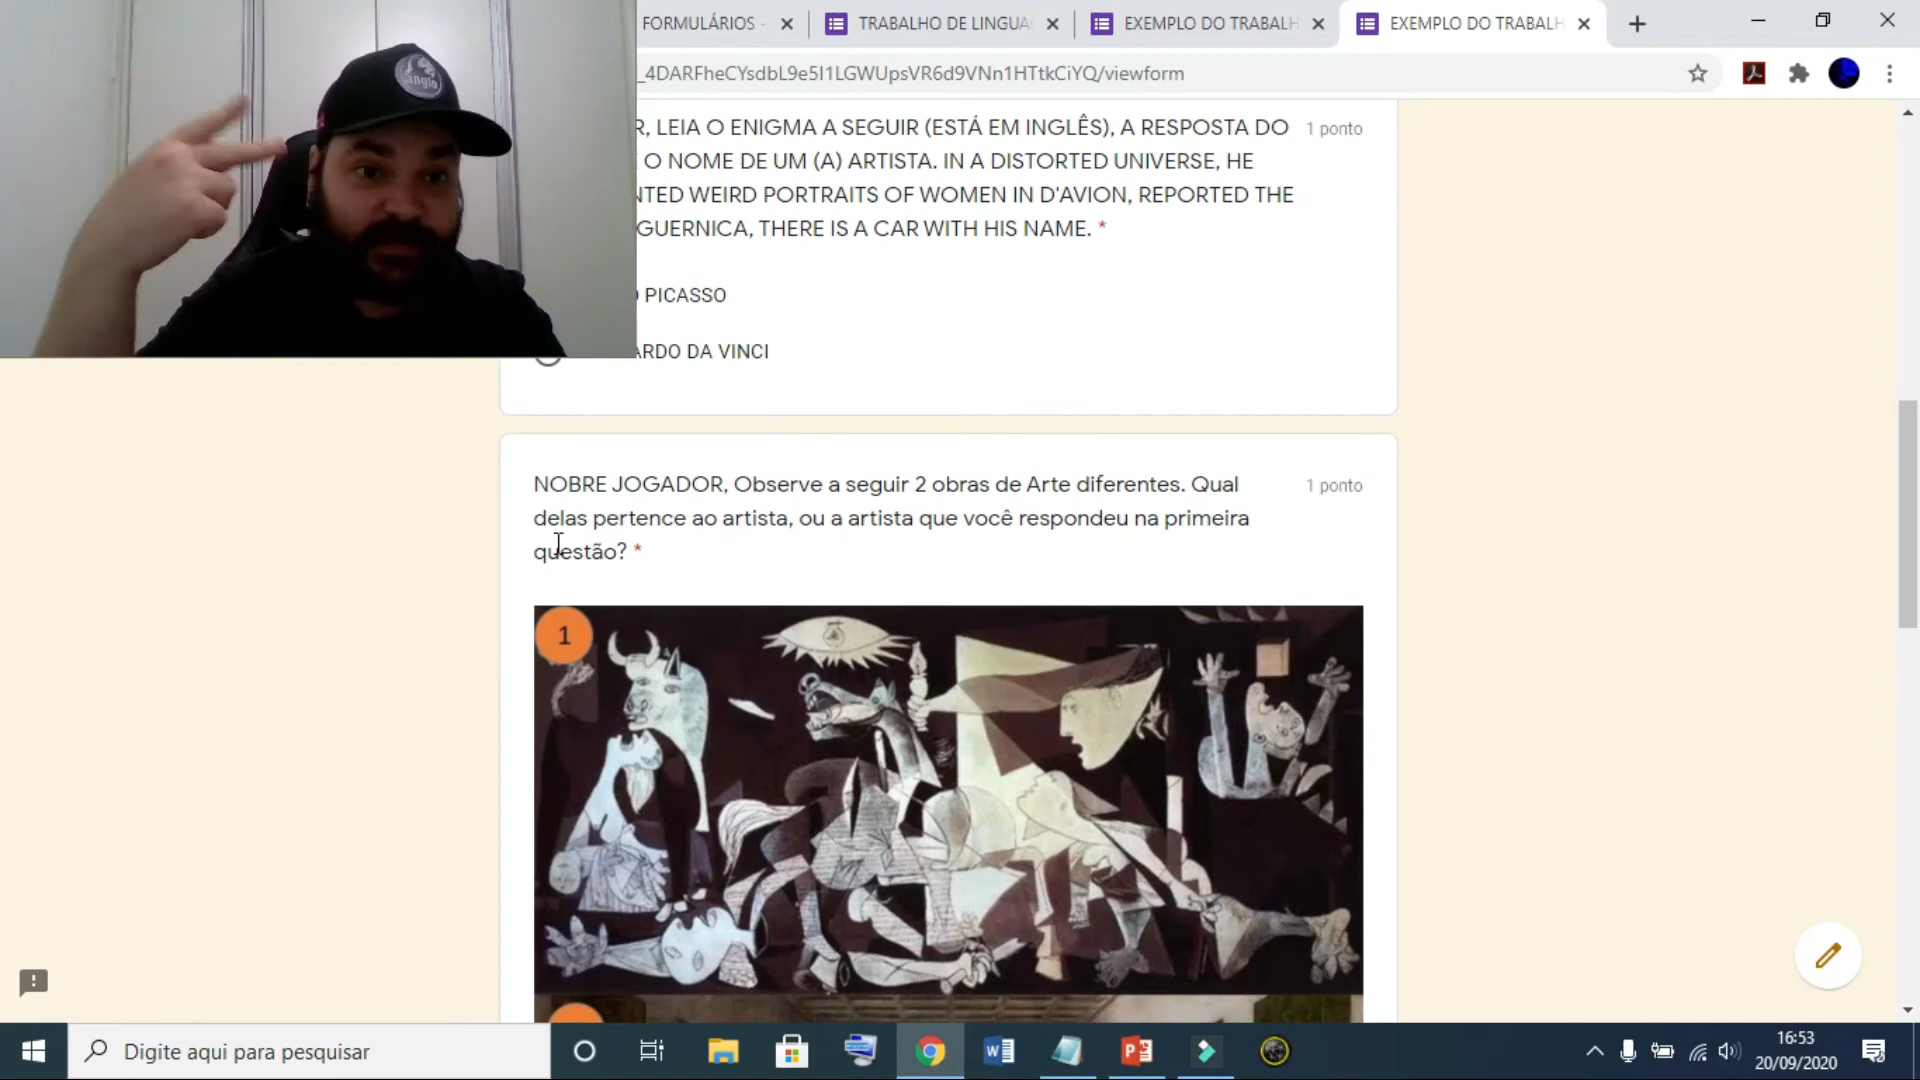 FORMULÁRIOS -
TRABALHO DE LINGUA
EXEMPLO DO TRABALH
EXEMPLO DO TRABALH
_4DARFheCYsdbL9e5I1LGWUpsVR6d9VNn1HTtkCiYQ/viewform
anglo
R, LEIA O ENIGMA A SEGUIR (ESTÁ EM INGLÊS), A RESPOSTA DO
1 ponto
O NOME DE UM (A) ARTISTA. IN A DISTORTED UNIVERSE, HE
NTED WEIRD PORTRAITS OF WOMEN IN D'AVION, REPORTED THE
GUERNICA, THERE IS A CAR WITH HIS NAME. *
O PICASSO
ARDO DA VINCI
NOBRE JOGADOR, Observe a seguir 2 obras de Arte diferentes. Qual
1 ponto
delas pertence ao artista, ou a artista que você respondeu na primeira
questão? *
1
Digite aqui para pesquisar
16:53
20/09/2020